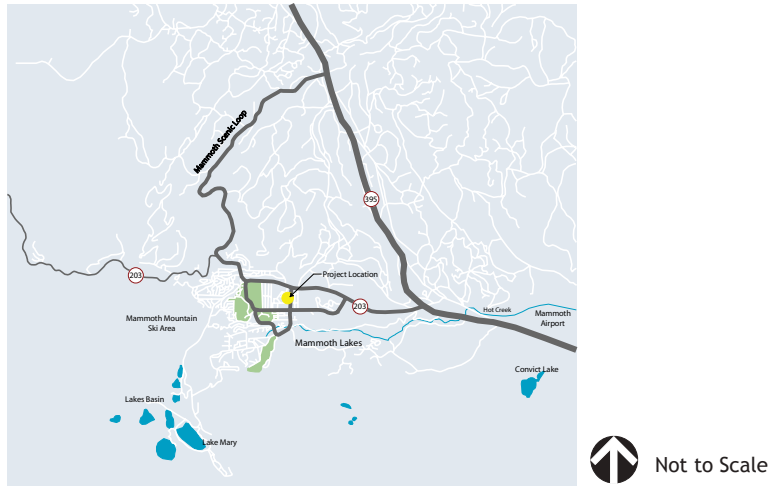 Mammoth Scenic Loop
395
203
Project Location
203
Hot Creek
Mammoth
Airport
Mammoth Mountain
Ski Area
Mammoth Lakes
Convict Lake
Lakes Basin
Lake Mary
Not to Scale